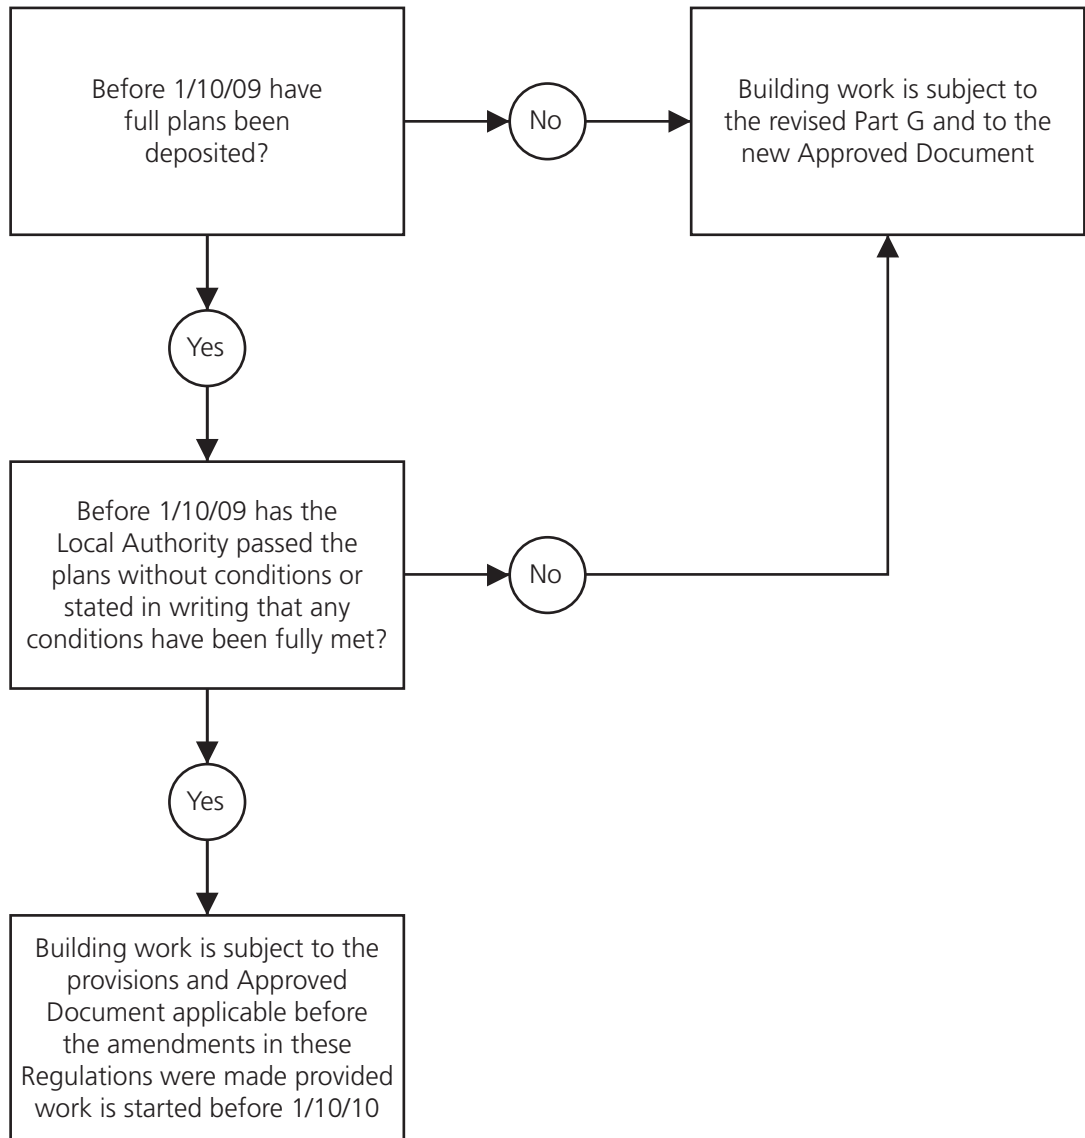 Before 1/10/09 have
full plans been
deposited?
No
Building work is subject to
the revised Part G and to the
new Approved Document
Yes
Before 1/10/09 has the
Local Authority passed the
plans without conditions or
stated in writing that any
conditions have been fully met?
No
Yes
Building work is subject to the
provisions and Approved
Document applicable before
the amendments in these
Regulations were made provided
work is started before 1/10/10